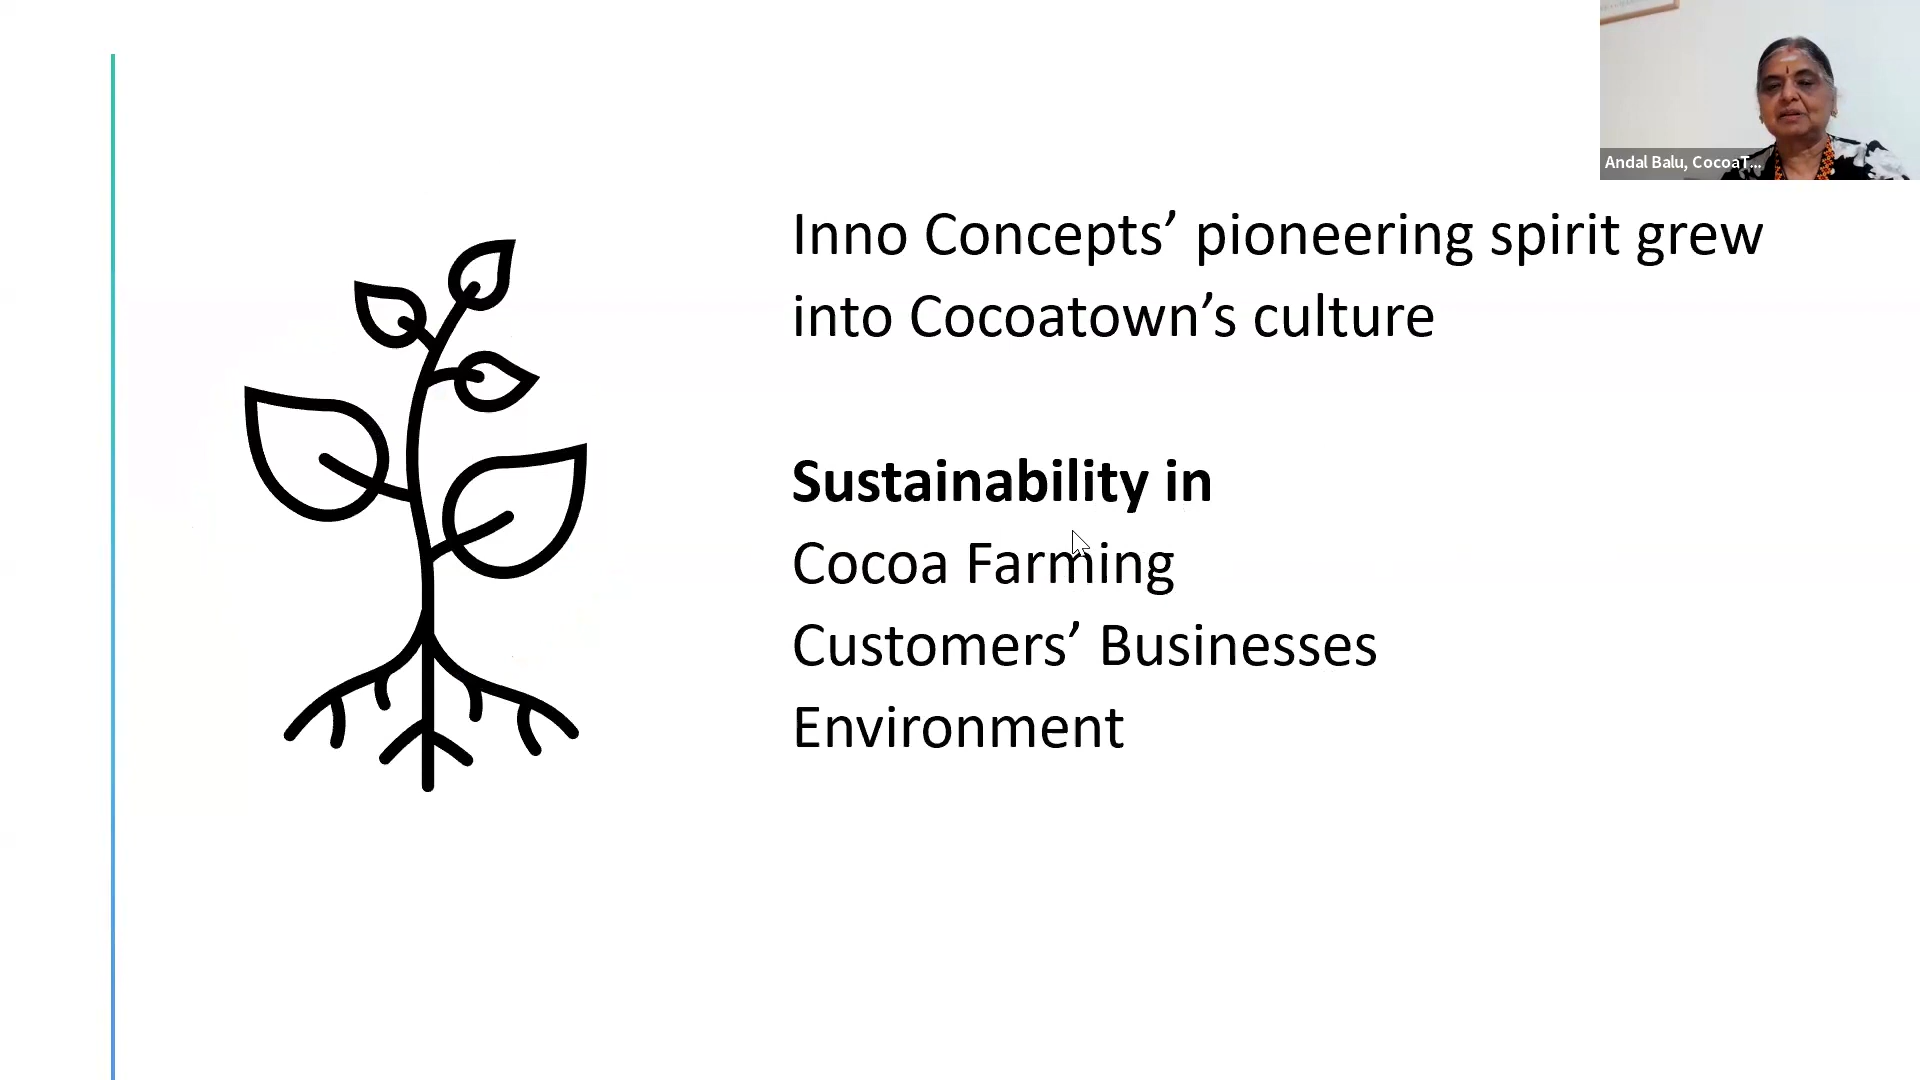 Andal Balu, CocoaT...
Inno Concepts’ pioneering spirit grew
into Cocoatown’s culture
Sustainability in
Cocoa Farming
Customers’ Businesses
Environment